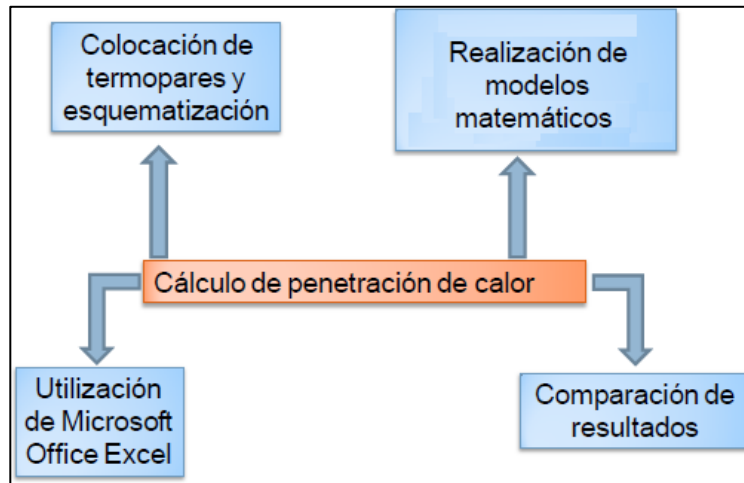 Colocación de
termopares y
esquematización
Realización de
modelos
matemáticos
Cálculo de penetración de calor
Utilización
de Microsoft
Office Excel
Comparación de
resultados